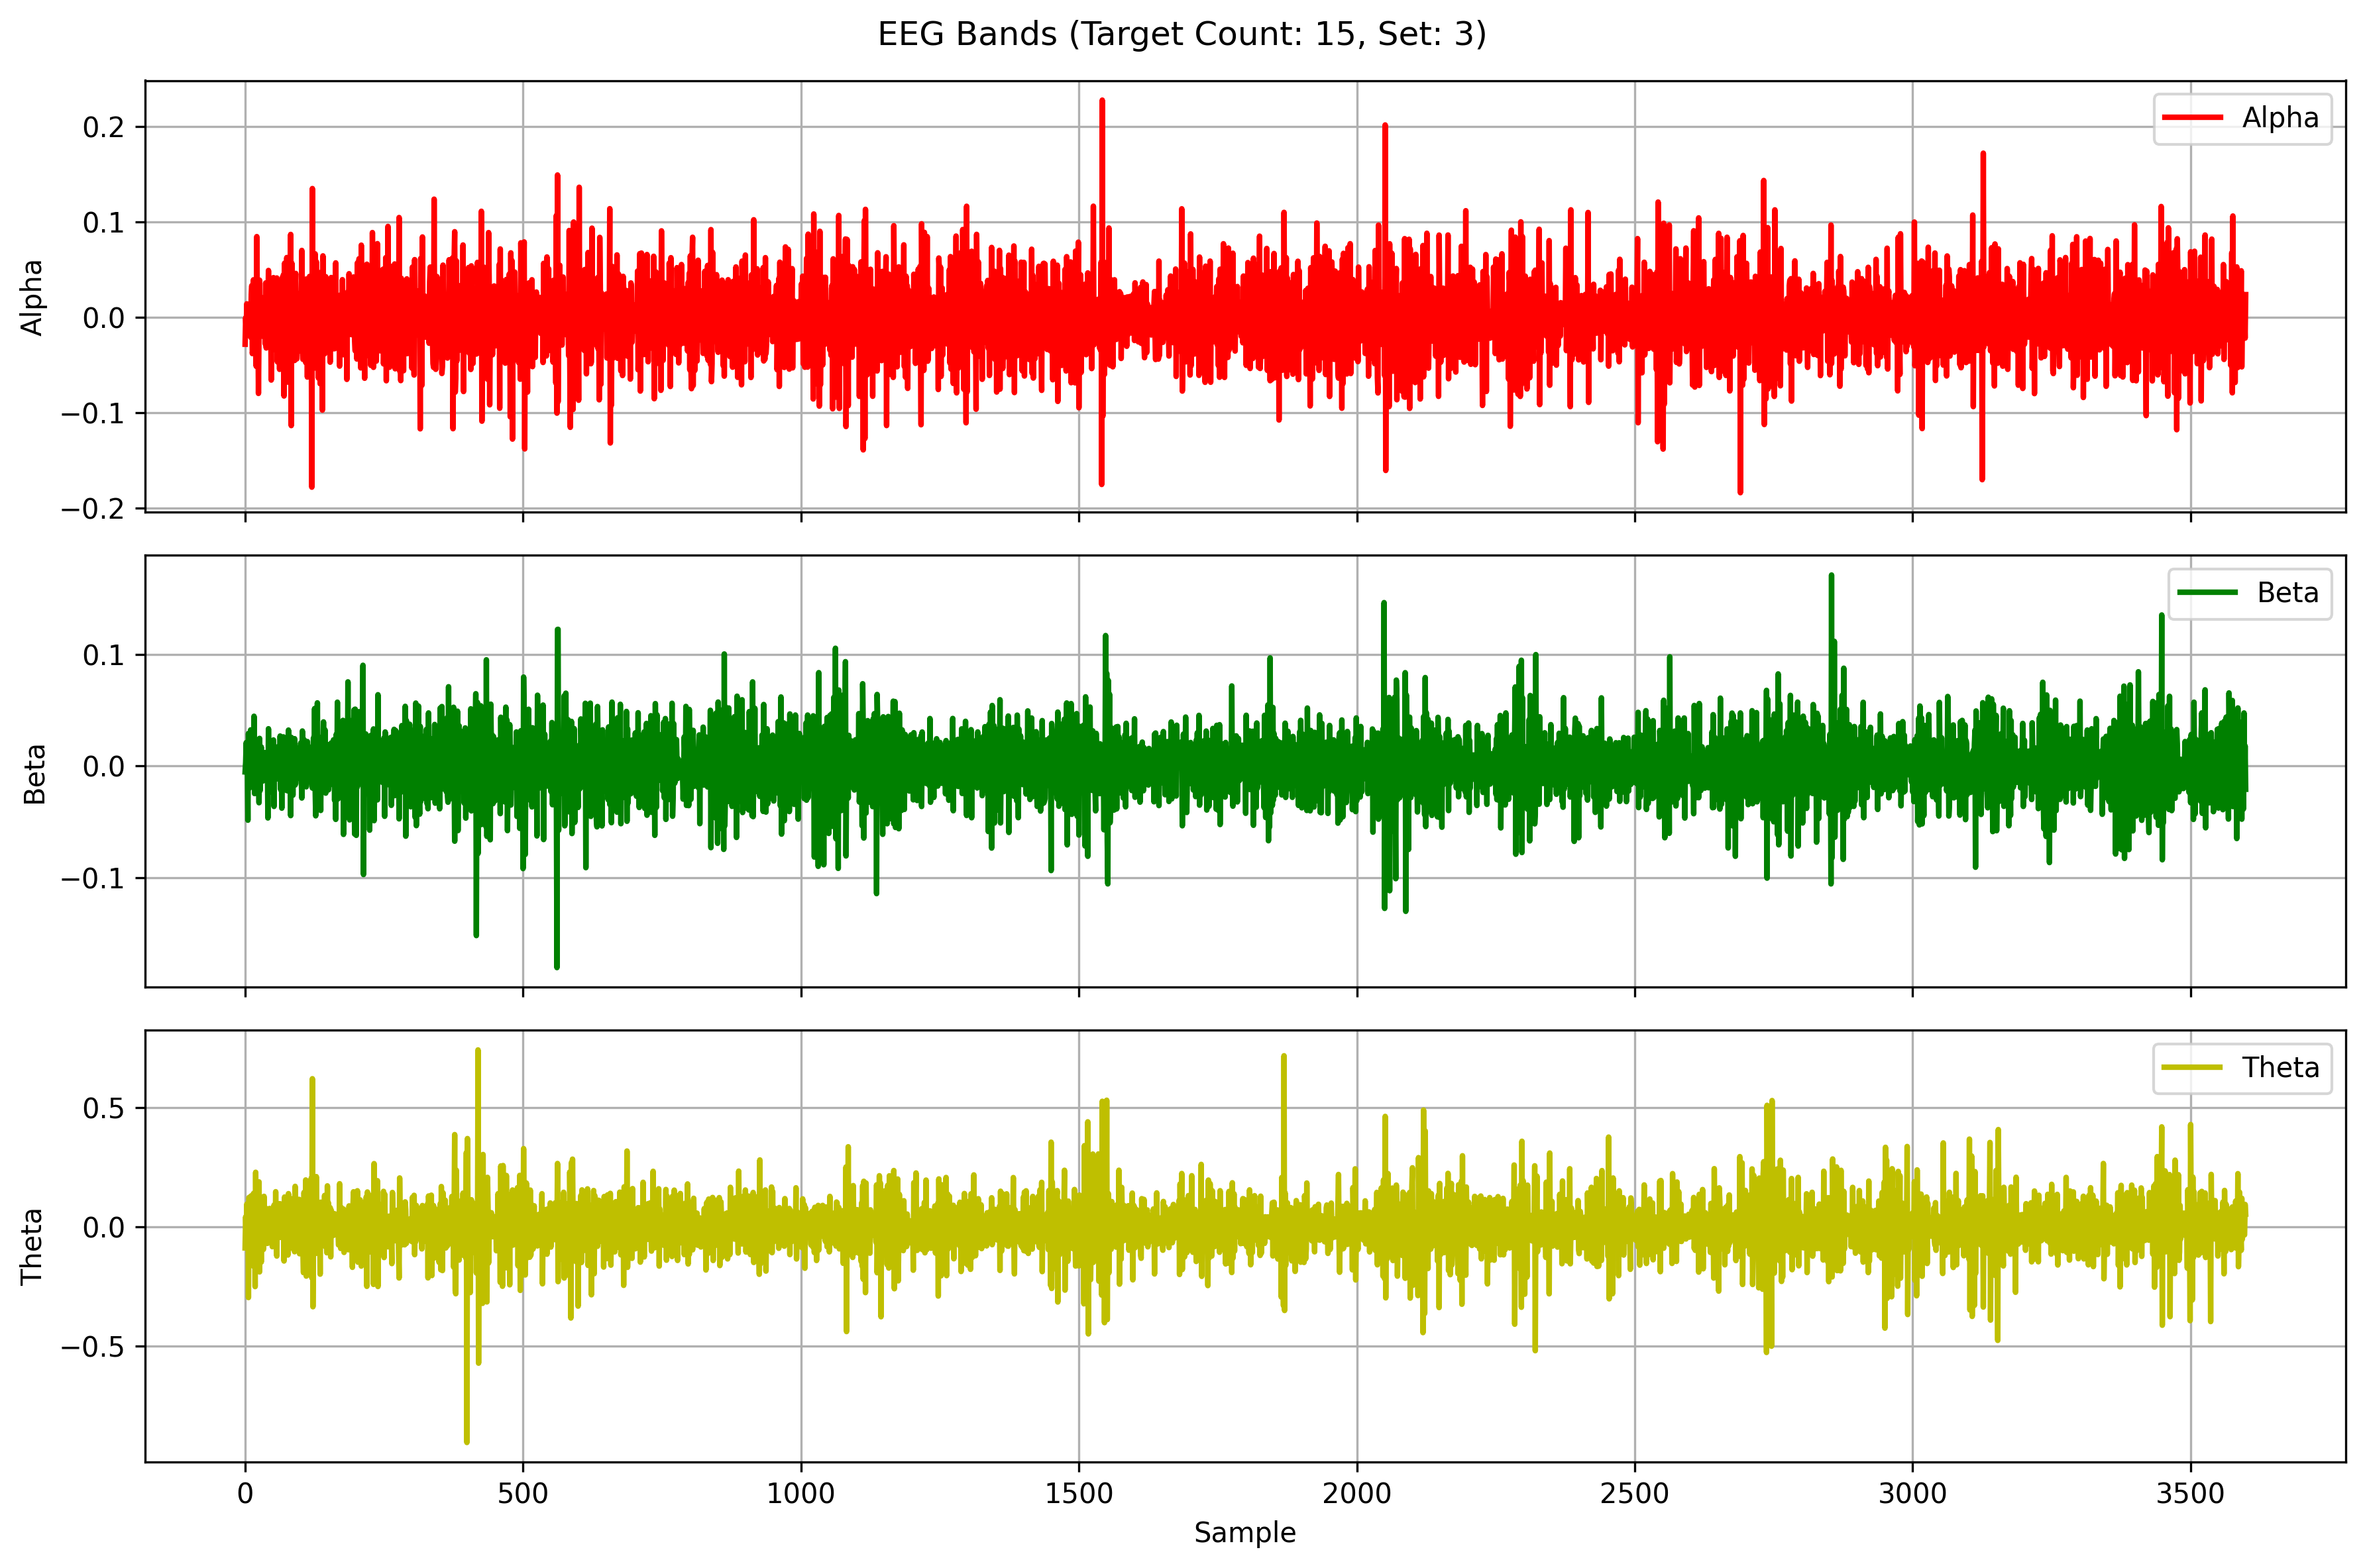 EEG Bands (Target Count: 15, Set: 3)
Alpha
0.2
0.1
0.0
−0.1
−0.2
Alpha
Beta
0.1
0.0
−0.1
Beta
Theta
0.5
0.0
−0.5
Theta
0 500 1000 1500 2000 2500 3000 3500
Sample